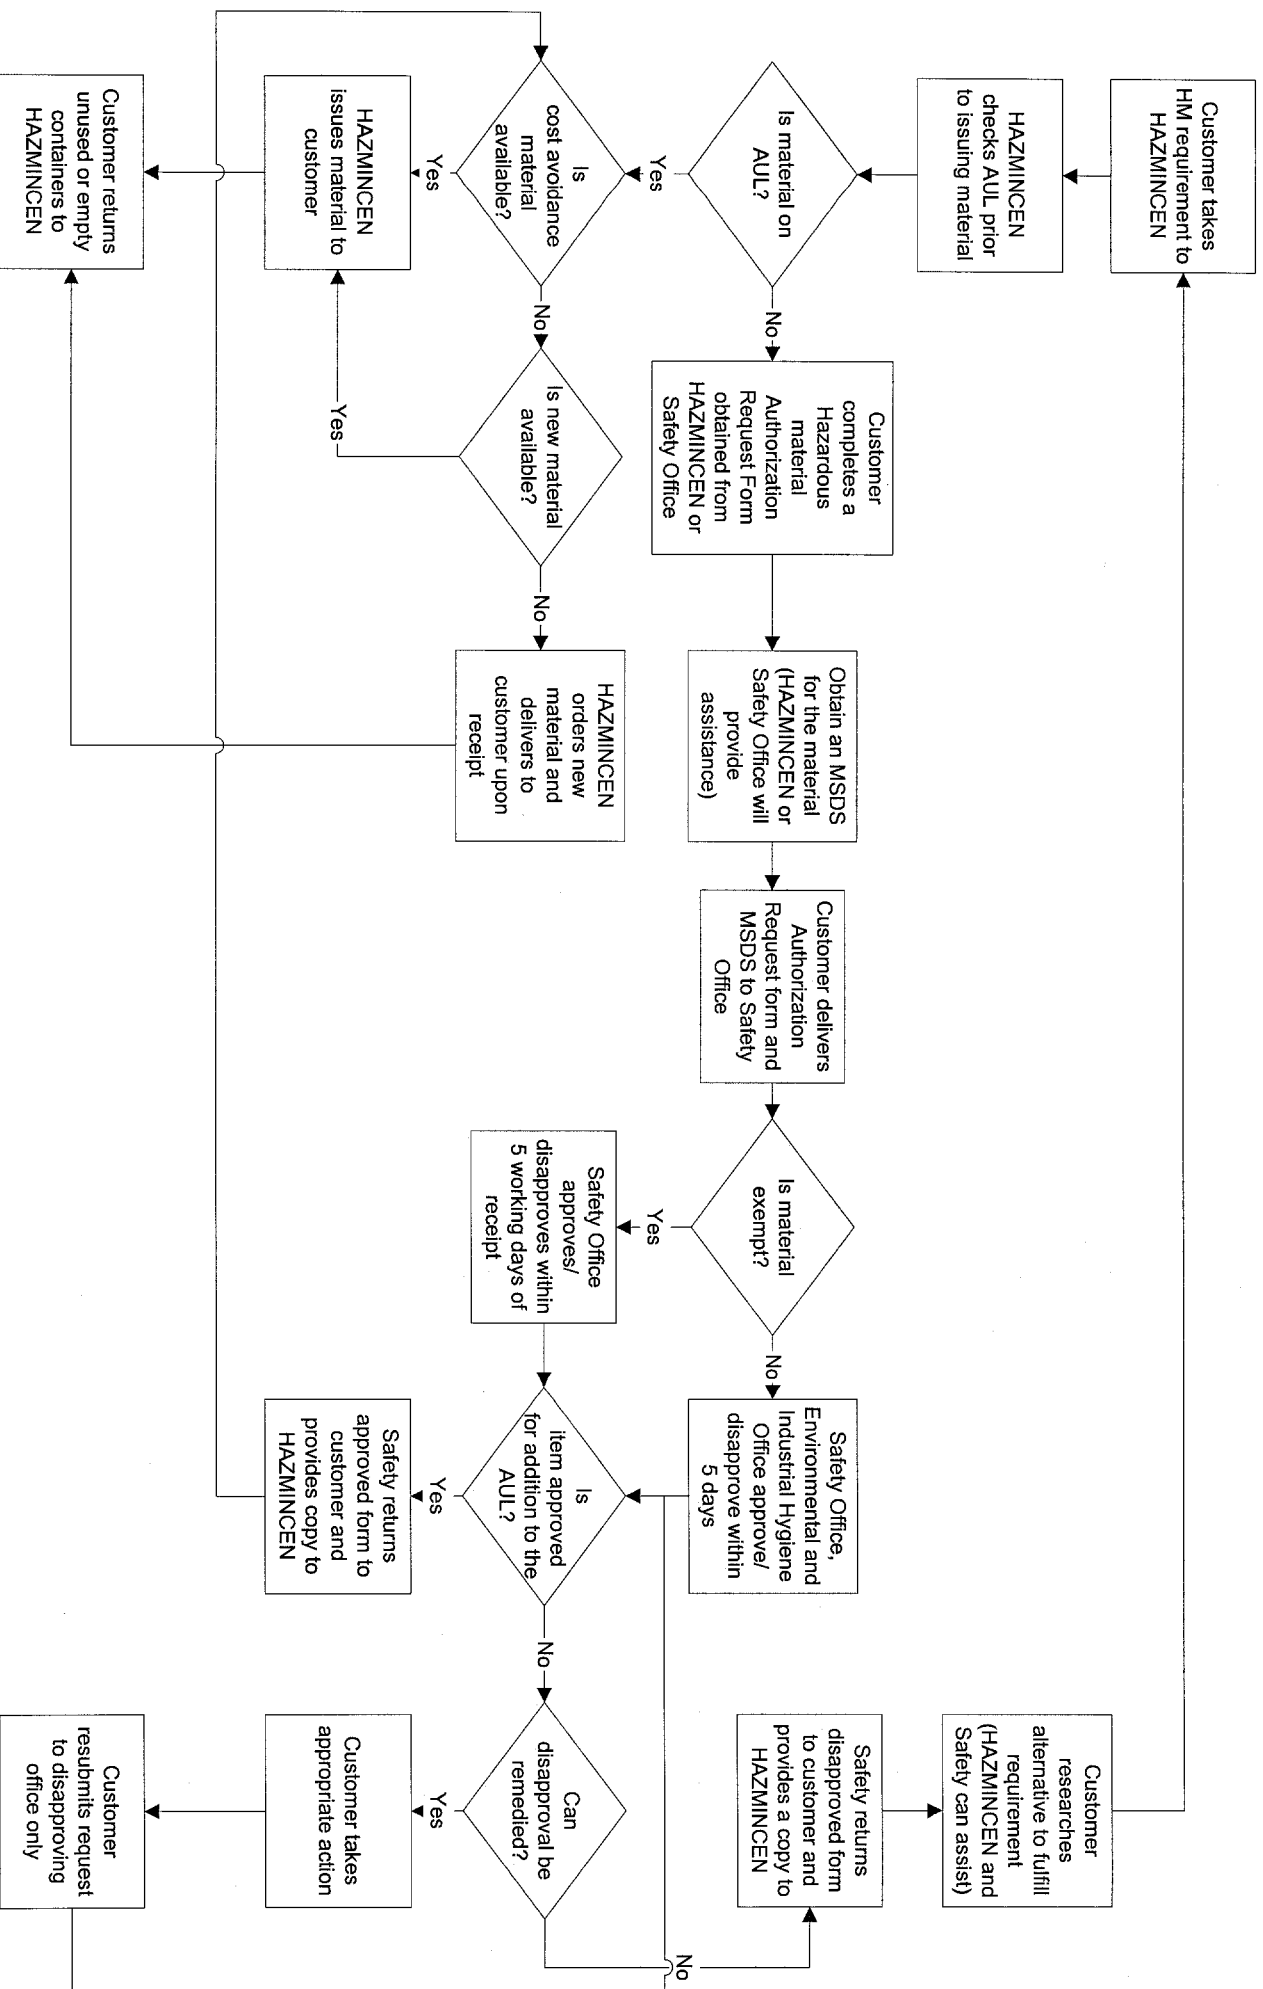 Customer takes
HM requirement to
HAZMINCEN
HAZMINCEN
checks AUL prior
to issuing material
Is material on
AUL?
Yes
No
Is
cost avoidance
material
available?
Yes
No
HAZMINCEN
issues material to
customer
Customer returns
unused or empty
containers to
HAZMINCEN
Is new material
available?
Yes
No
HAZMINCEN
orders new
material and
delivers to
customer upon
receipt
Customer
completes a
Hazardous
material
Authorization
Request Form
obtained from
HAZMINCEN or
Safety Office
Obtain an MSDS
for the material
(HAZMINCEN or
Safety Office will
provide
assistance)
Customer delivers
Authorization
Request form and
MSDS to Safety
Office
Is material
exempt?
Yes
No
Safety Office
approves/
disapproves within
5 working days of
receipt
Safety Office,
Environmental and
Industrial Hygiene
Office approve/
disapprove within
5 days
Is
item approved
for addition to the
AUL?
Yes
No
Safety returns
approved form to
customer and
provides copy to
HAZMINCEN
Can
disapproval be
remedied?
Yes
No
Customer takes
appropriate action
Customer
resubmits request
to disapproving
office only
Safety returns
disapproved form
to customer and
provides a copy to
HAZMINCEN
Customer
researches
alternative to fulfill
requirement
(HAZMINCEN and
Safety can assist)